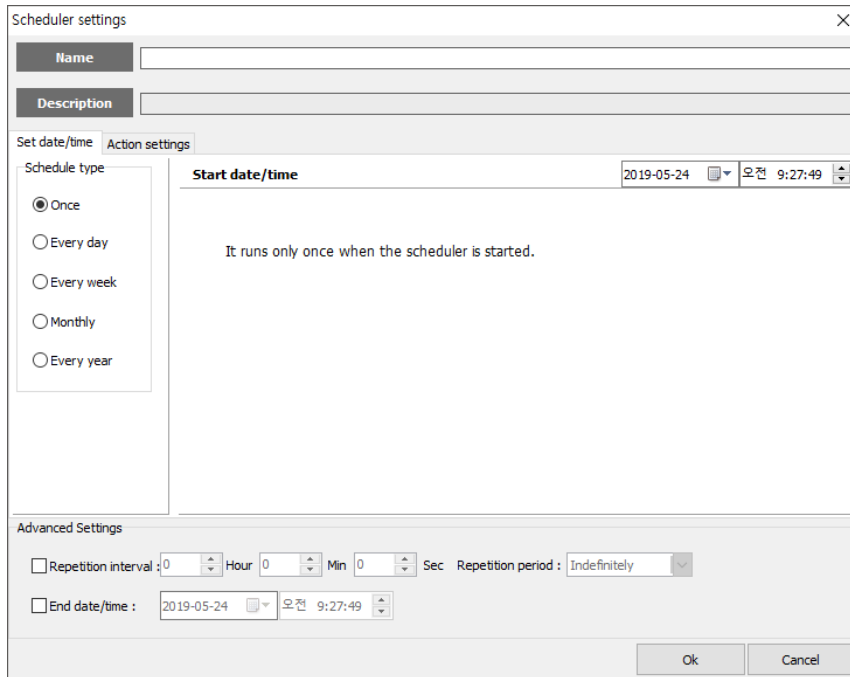 Scheduler settings
Name
Description
Set date/time Action settings
Schedule type
Start date/time 2019-05-24 오전 9:27:49
Once
Every day
It runs only once when the scheduler is started.
Every week
Monthly
Every year
Advanced Settings
Repetition interval : 0 Hour 0 Min 0 Sec Repetition period : Indefinitely
End date/time : 2019-05-24 오전 9:27:49
Ok Cancel